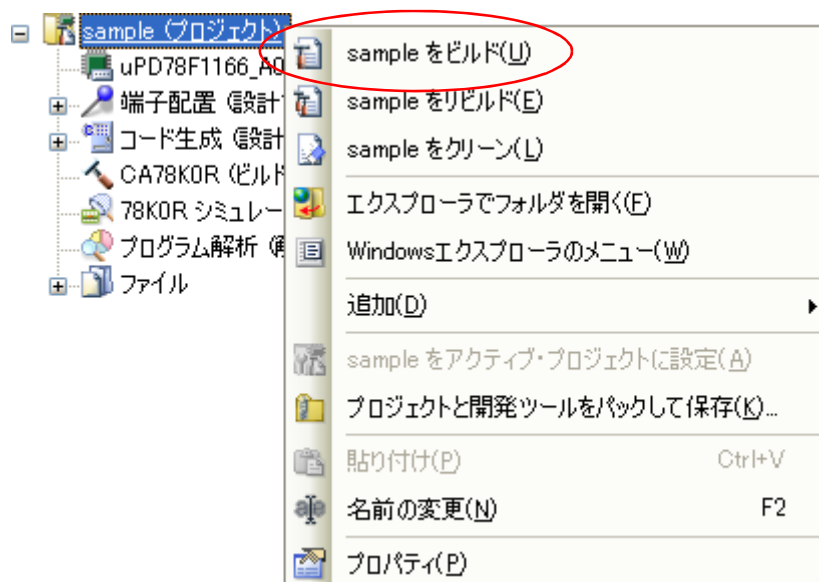 sample (プロジェクト)
uPD78F1166_A0
端子配置 (設計
コード生成 (設計
CA78K0R (ビルド
78K0R シミュレー
プログラム解析 (
ファイル
sample をビルド(U)
sample をリビルド(E)
sample をクリーン(L)
エクスプローラでフォルダを開く(F)
Windowsエクスプローラのメニュー(W)
追加(D)
sample をアクティブ・プロジェクトに設定(A)
プロジェクトと開発ツールをパックして保存(K)...
貼り付け(P) Ctrl+V
名前の変更(N) F2
プロパティ(P)